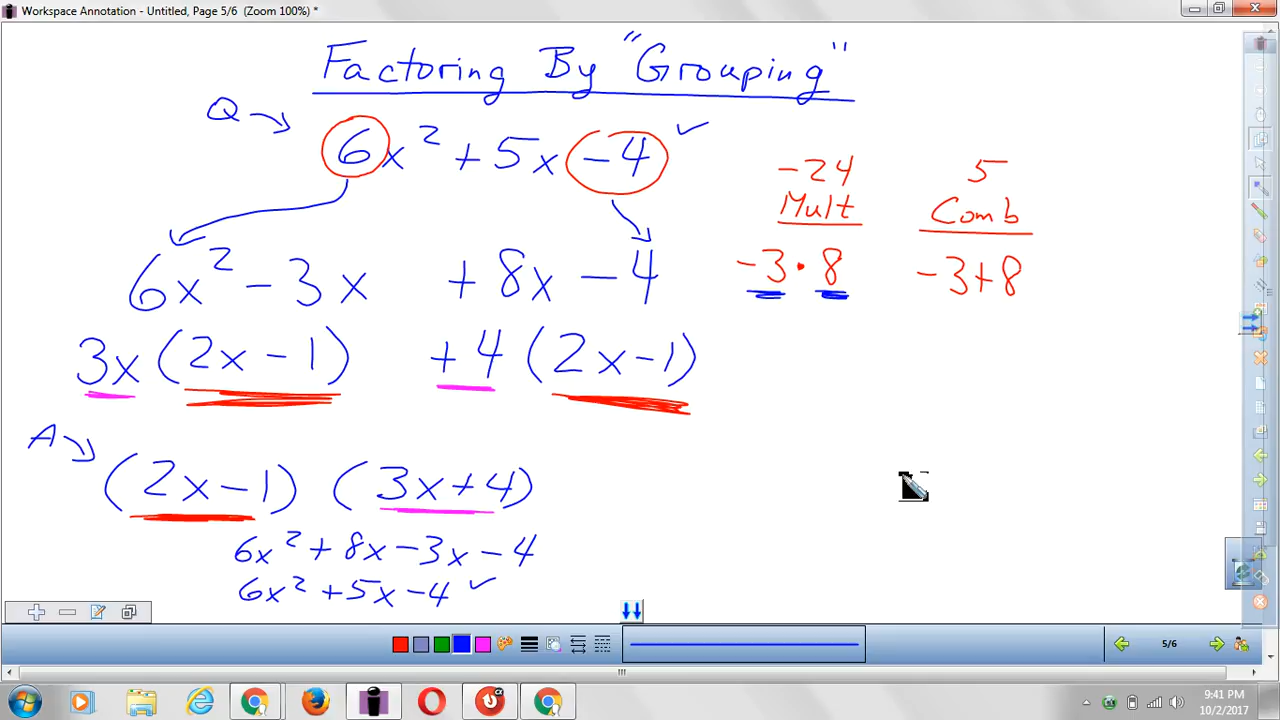 Workspace Annotation - Untitled, Page 5/6 (Zoom 100%) *
Factoring By "Grouping"
Q → 6x² + 5x - 4 ✓
-24 5
Mult Comb
-3 · 8 -3+8
6x² - 3x + 8x - 4
3x (2x - 1) + 4 (2x - 1)
A → (2x - 1) (3x + 4)
6x² + 8x - 3x - 4
6x² + 5x - 4 ✓
5/6
9:41 PM
10/2/2017